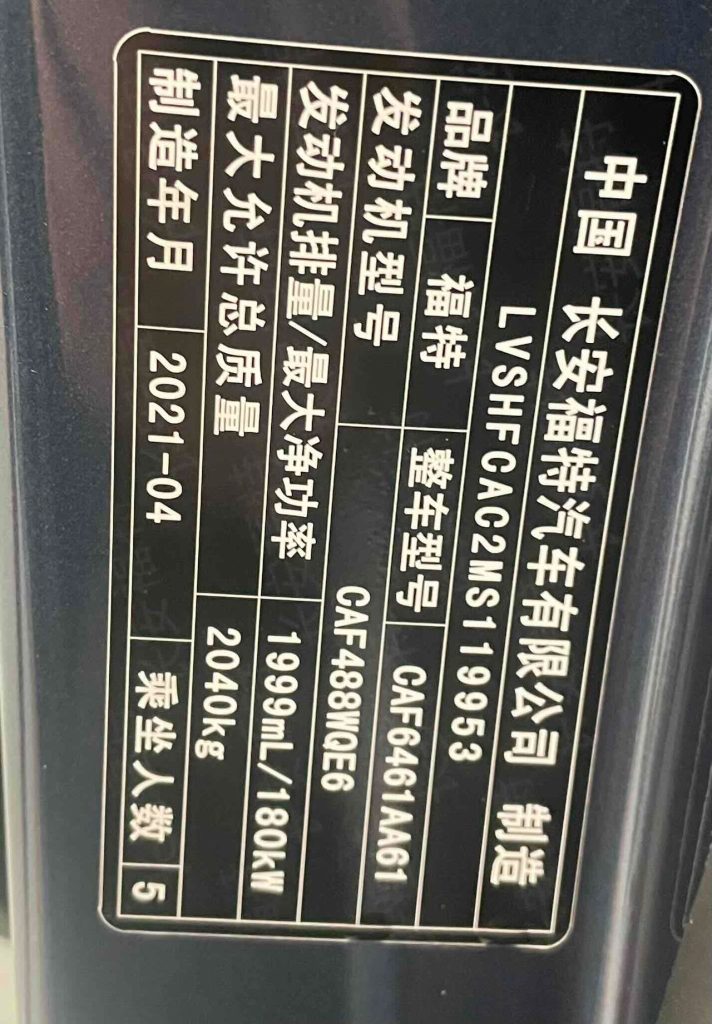 中国 长安福特汽车有限公司 制造
LVSHFCAC2MS119953
品牌 福特 整车型号 CAF6461AA61
发动机型号 CAF488WQE6
发动机排量/最大净功率 1999mL/180kW
最大允许总质量 2040kg
制造年月 2021-04 乘坐人数 5